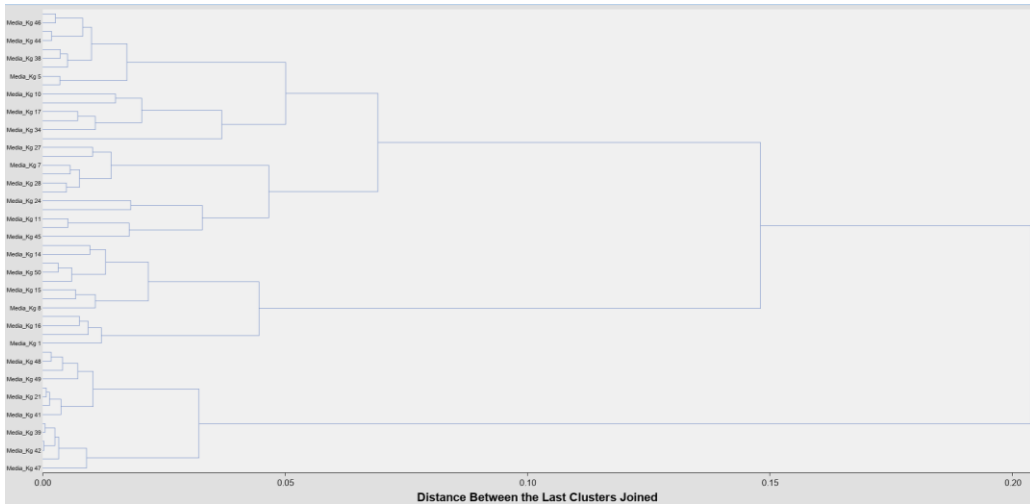 Media_Kg 46
Media_Kg 44
Media_Kg 38
Media_Kg 5
Media_Kg 10
Media_Kg 17
Media_Kg 34
Media_Kg 27
Media_Kg 7
Media_Kg 28
Media_Kg 24
Media_Kg 11
Media_Kg 45
Media_Kg 14
Media_Kg 50
Media_Kg 15
Media_Kg 8
Media_Kg 16
Media_Kg 1
Media_Kg 48
Media_Kg 49
Media_Kg 21
Media_Kg 41
Media_Kg 39
Media_Kg 42
Media_Kg 47
0.00 0.05 0.10 0.15 0.20
Distance Between the Last Clusters Joined